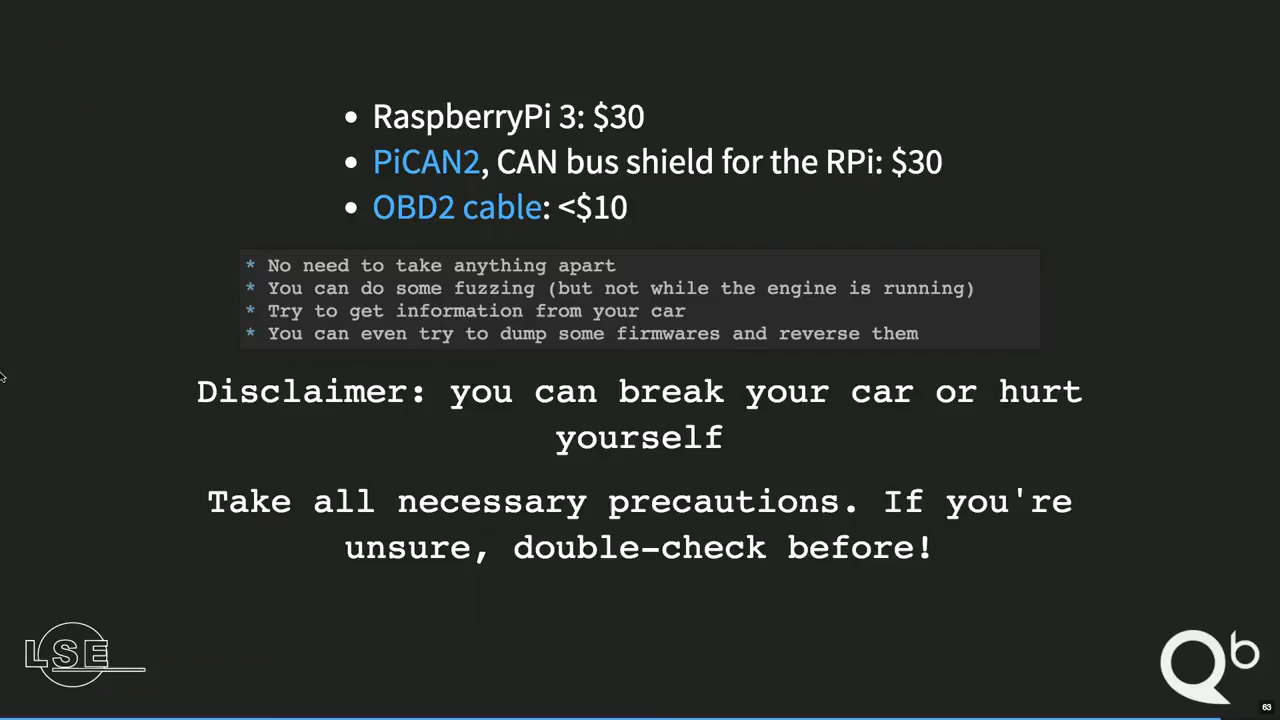 • RaspberryPi 3: $30
• PiCAN2, CAN bus shield for the RPi: $30
• OBD2 cable: <$10
* No need to take anything apart
* You can do some fuzzing (but not while the engine is running)
* Try to get information from your car
* You can even try to dump some firmwares and reverse them
Disclaimer: you can break your car or hurt
yourself
Take all necessary precautions. If you're
unsure, double-check before!
LSE
Qb
63